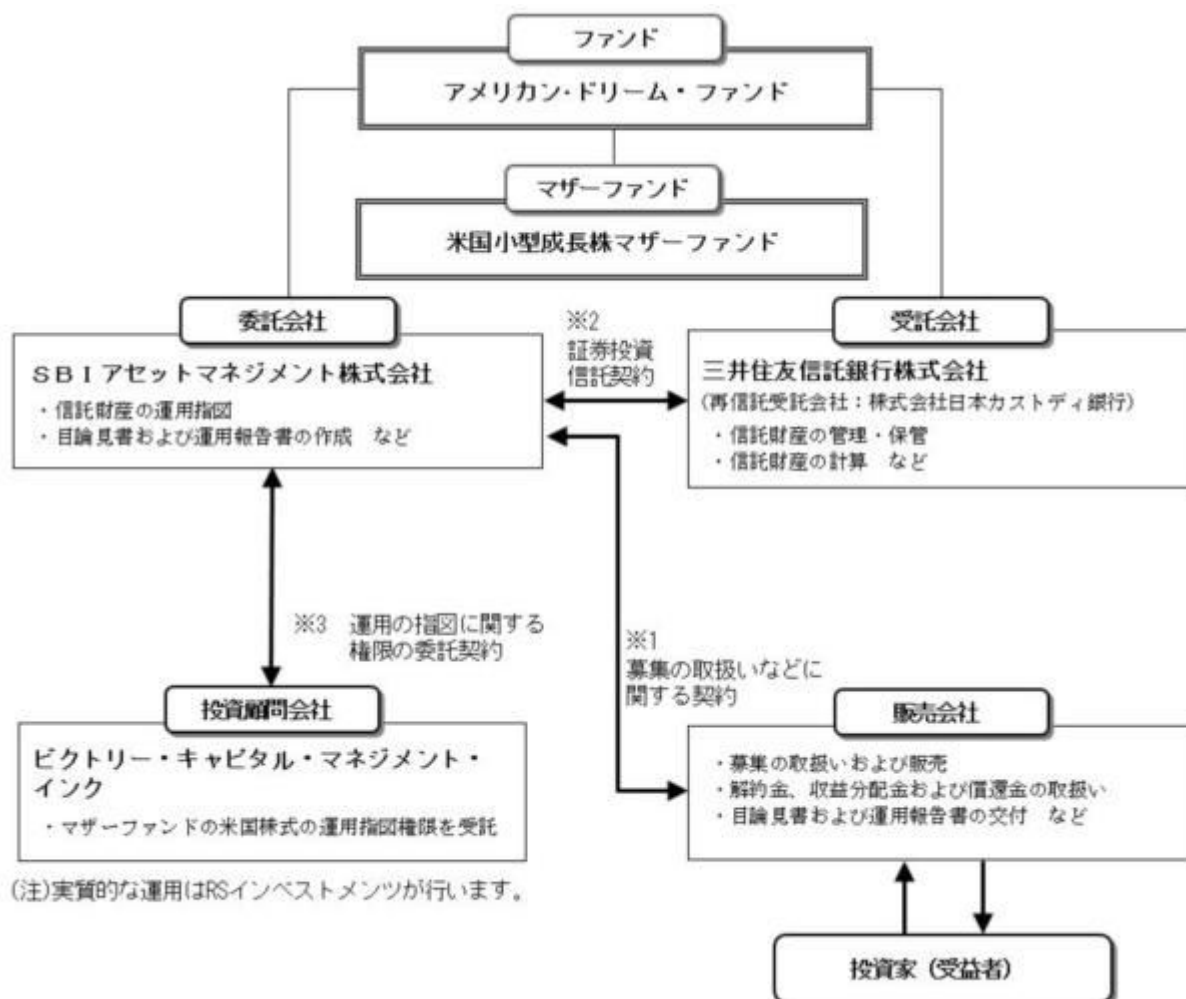 ファンド
アメリカン・ドリーム・ファンド
マザーファンド
米国小型成長株マザーファンド
委託会社
SBIアセットマネジメント株式会社
・信託財産の運用指図
・目論見書および運用報告書の作成　など
※2
証券投資
信託契約
受託会社
三井住友信託銀行株式会社
(再信託受託会社：株式会社日本カストディ銀行)
・信託財産の管理・保管
・信託財産の計算　など
※3　運用の指図に関する
権限の委託契約
※1
募集の取扱いなどに
関する契約
投資顧問会社
ビクトリー・キャピタル・マネジメント・
インク
・マザーファンドの米国株式の運用指図権限を受託
(注)実質的な運用はRSインベストメンツが行います。
販売会社
・募集の取扱いおよび販売
・解約金、収益分配金および償還金の取扱い
・目論見書および運用報告書の交付　など
投資家（受益者）